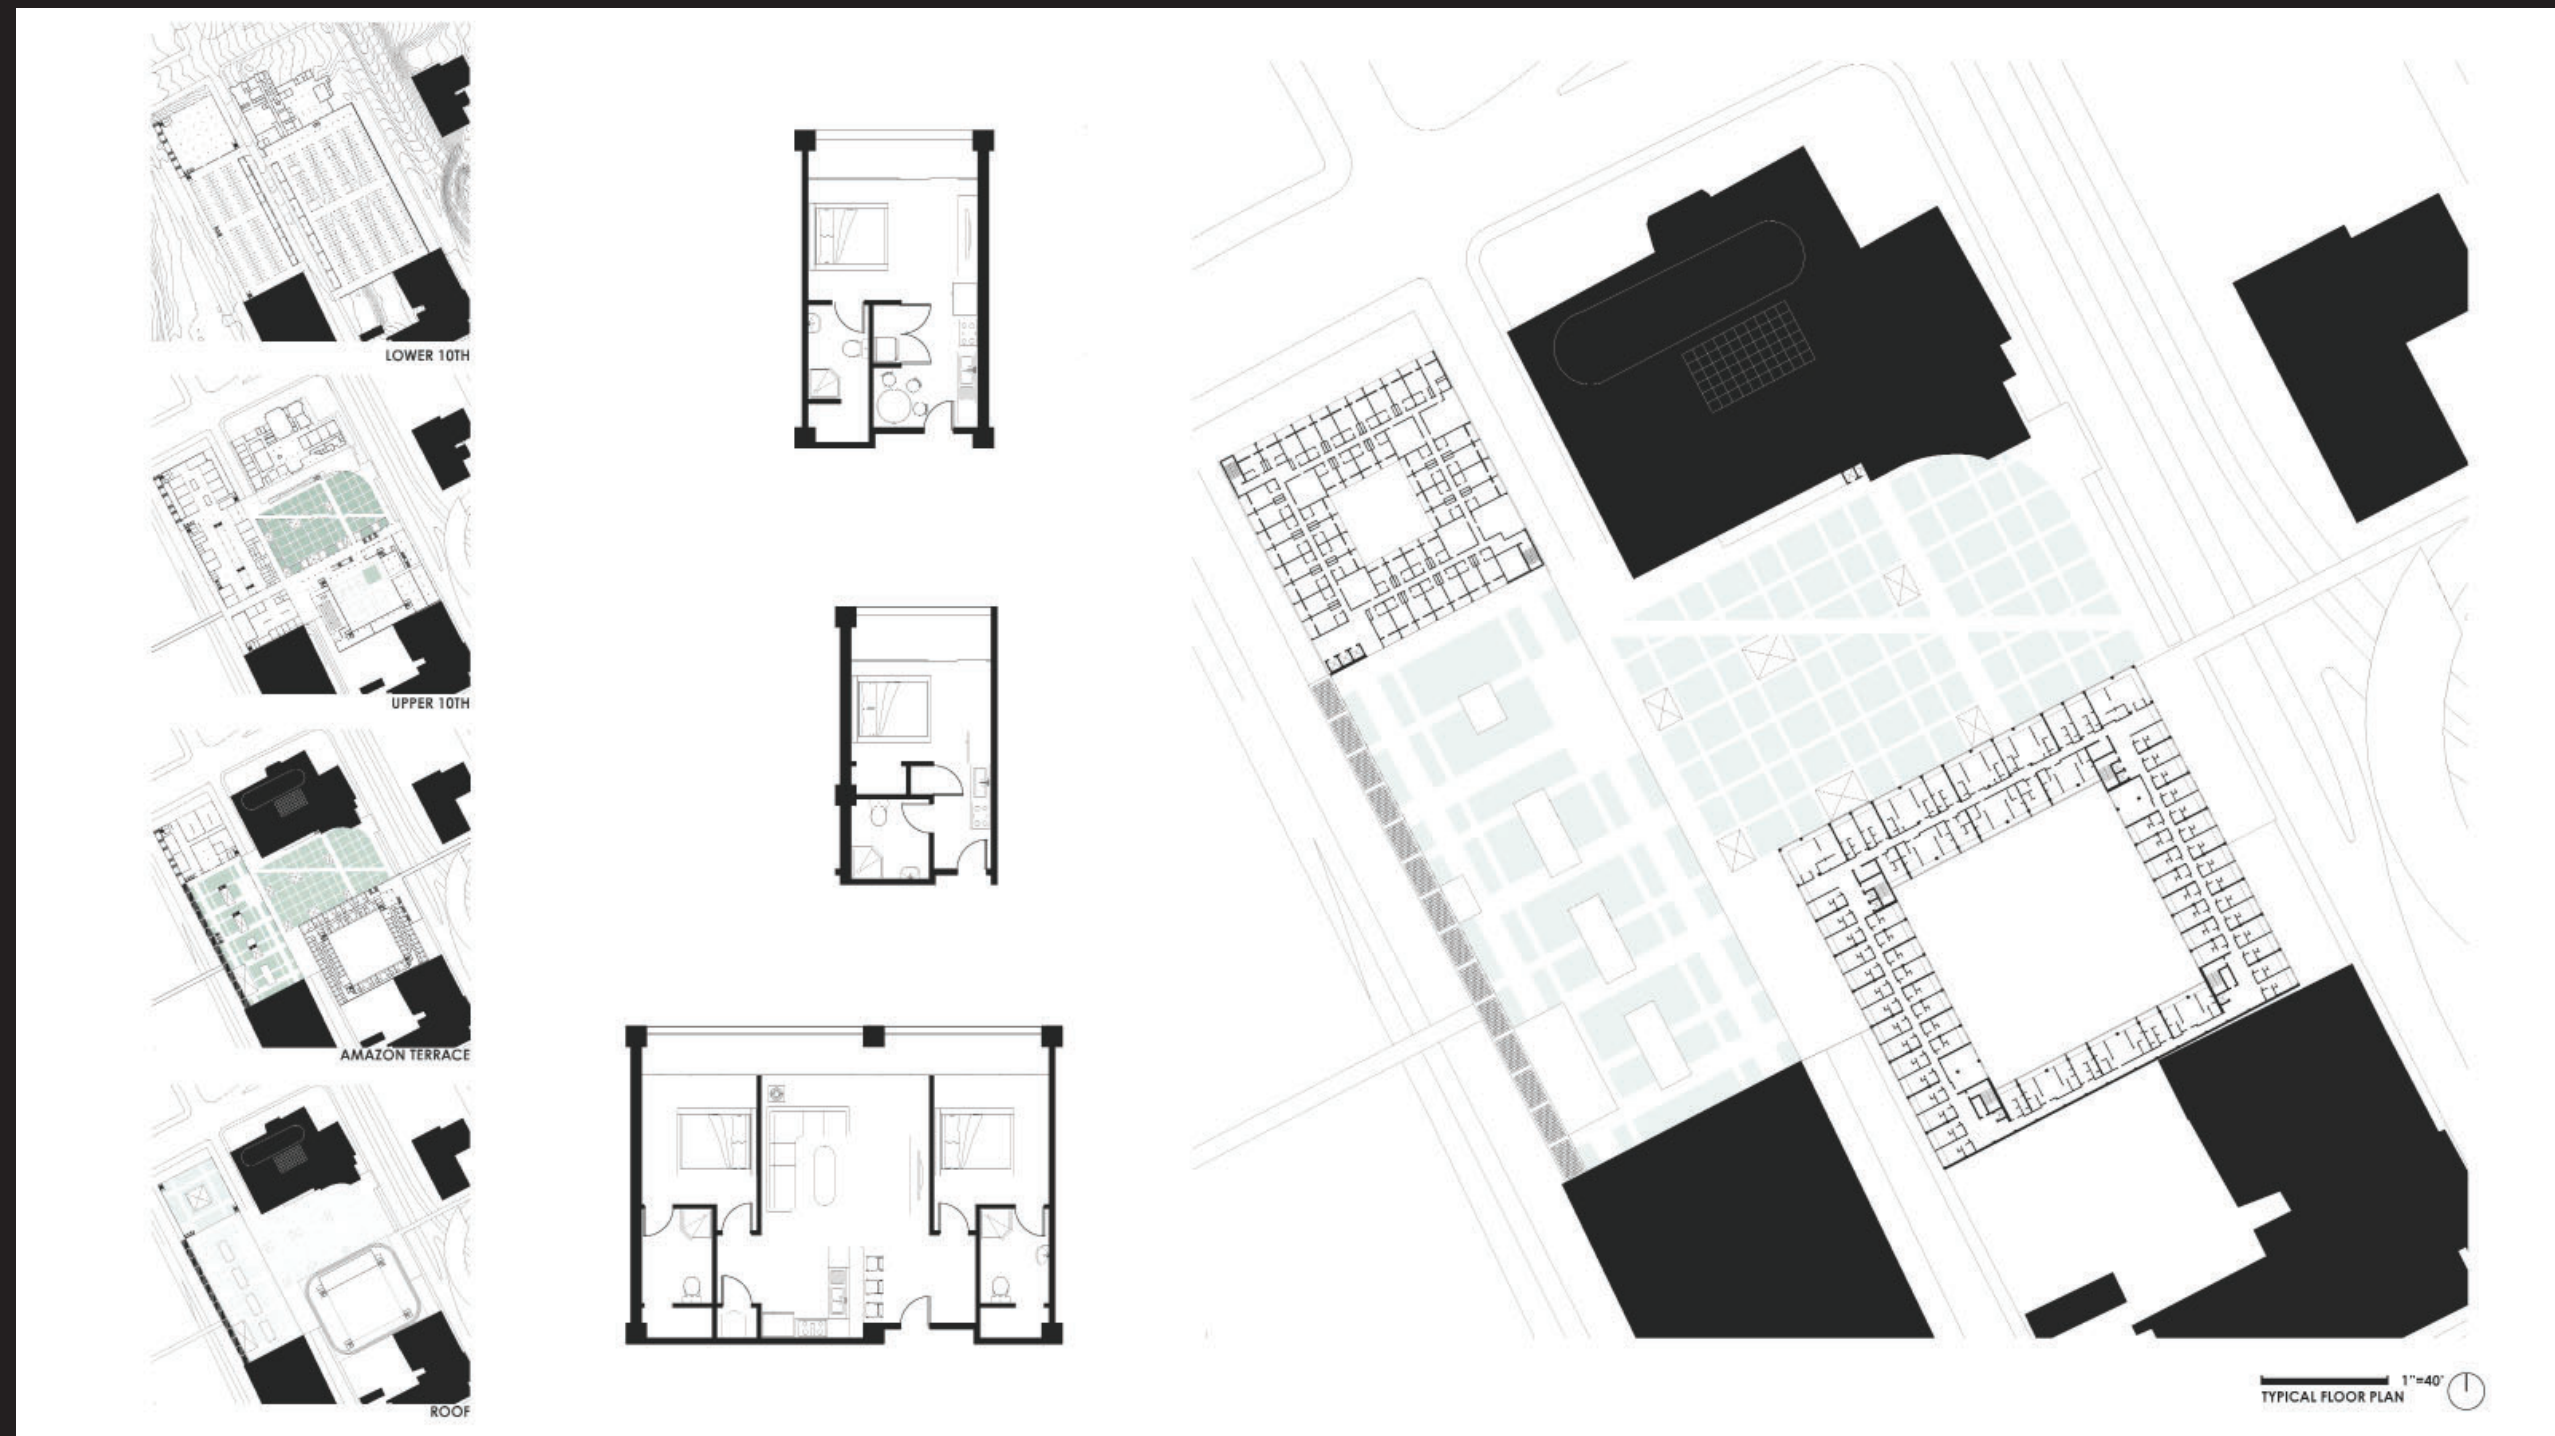 LOWER 10TH
UPPER 10TH
AMAZON TERRACE
ROOF
1"=40'
TYPICAL FLOOR PLAN